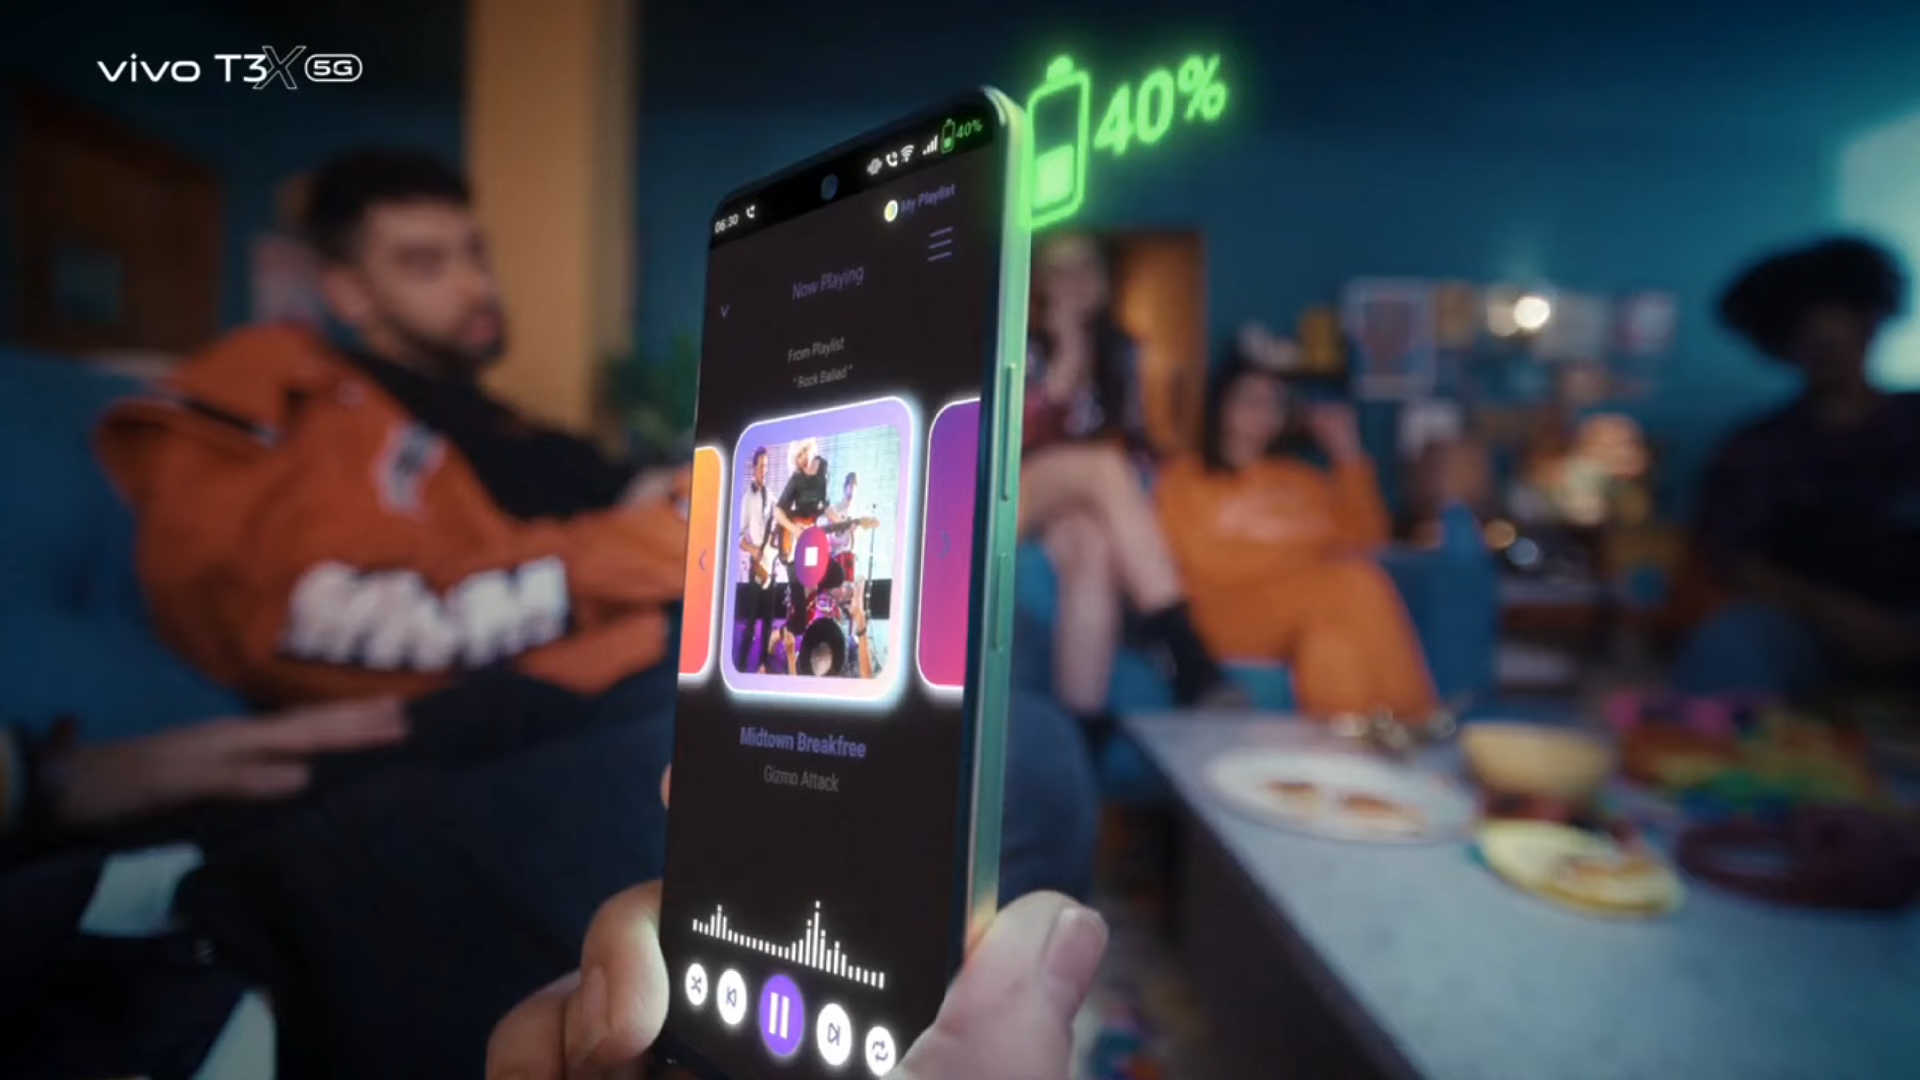 vivo T3X 5G
40%
40%
06:30
My Playlist
Now Playing
From Playlist
"Rock Ballad"
Midtown Breakfree
Gizmo Attack